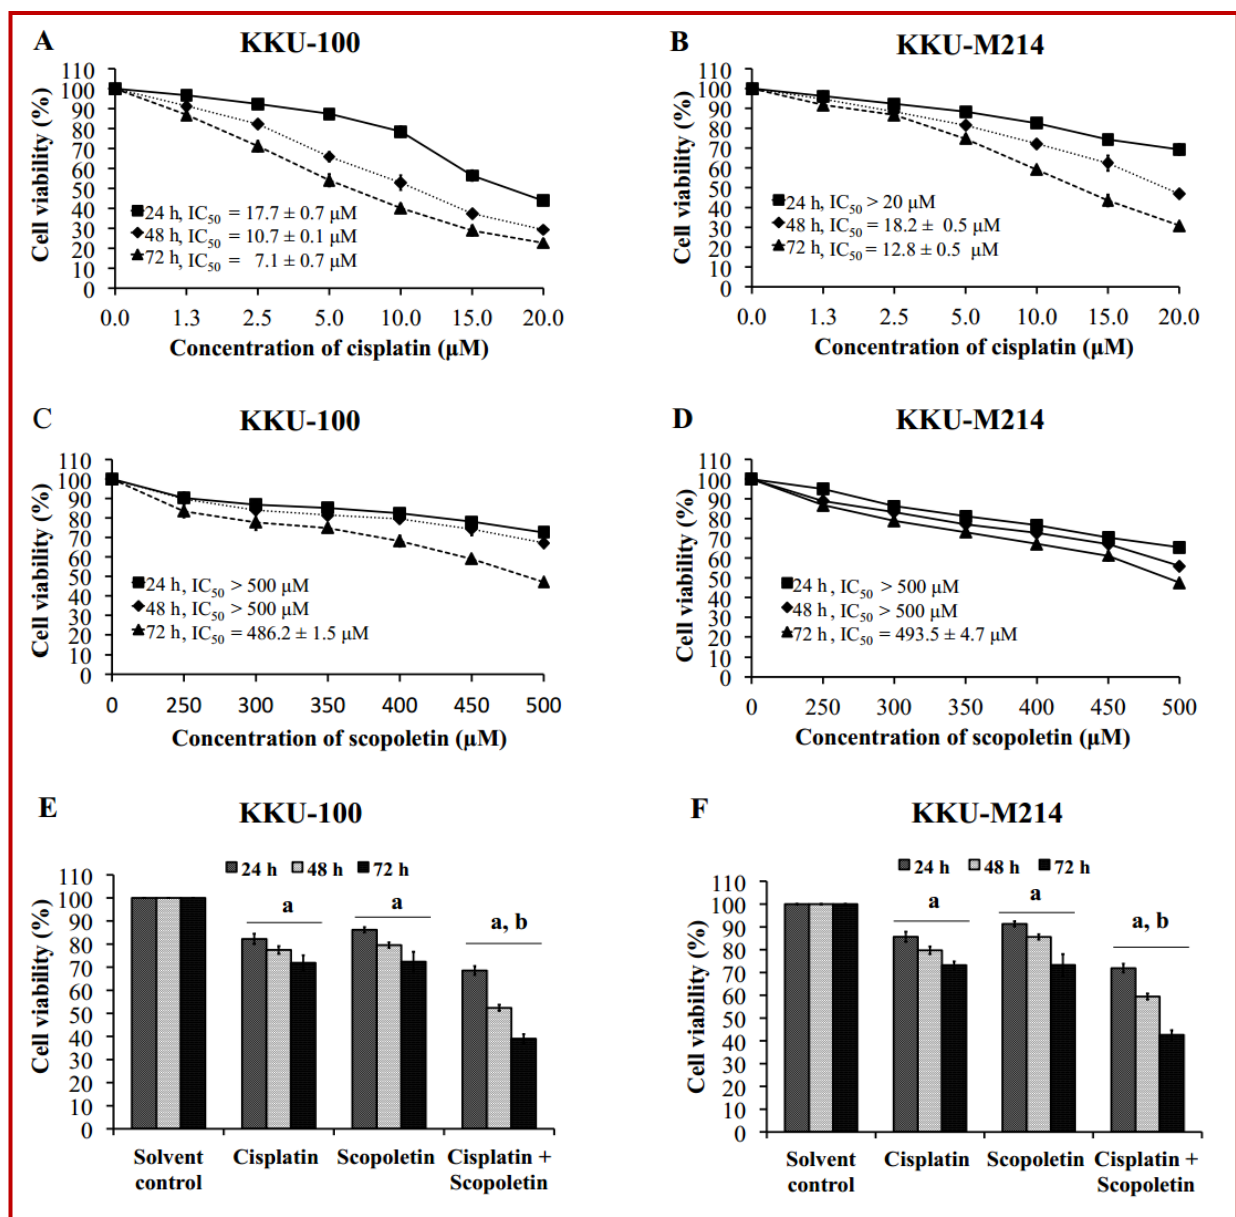 A
KKU-100
Cell viability (%)
110
100
90
80
70
60
50
40
30
20
10
0
24 h, IC50 = 17.7 ± 0.7 μM
48 h, IC50 = 10.7 ± 0.1 μM
72 h, IC50 = 7.1 ± 0.7 μM
0.0 1.3 2.5 5.0 10.0 15.0 20.0
Concentration of cisplatin (μM)
B
KKU-M214
Cell viability (%)
110
100
90
80
70
60
50
40
30
20
10
0
24 h, IC50 > 20 μM
48 h, IC50 = 18.2 ± 0.5 μM
72 h, IC50 = 12.8 ± 0.5 μM
0.0 1.3 2.5 5.0 10.0 15.0 20.0
Concentration of cisplatin (μM)
C
KKU-100
Cell viability (%)
110
100
90
80
70
60
50
40
30
20
10
0
24 h, IC50 > 500 μM
48 h, IC50 > 500 μM
72 h, IC50 = 486.2 ± 1.5 μM
0 250 300 350 400 450 500
Concentration of scopoletin (μM)
D
KKU-M214
Cell viability (%)
110
100
90
80
70
60
50
40
30
20
10
0
24 h, IC50 > 500 μM
48 h, IC50 > 500 μM
72 h, IC50 = 493.5 ± 4.7 μM
0 250 300 350 400 450 500
Concentration of scopoletin (μM)
E
KKU-100
24 h 48 h 72 h
Cell viability (%)
110
100
90
80
70
60
50
40
30
20
10
0
a
a
a, b
Solvent control
Cisplatin
Scopoletin
Cisplatin + Scopoletin
F
KKU-M214
24 h 48 h 72 h
Cell viability (%)
110
100
90
80
70
60
50
40
30
20
10
0
a
a
a, b
Solvent control
Cisplatin
Scopoletin
Cisplatin + Scopoletin